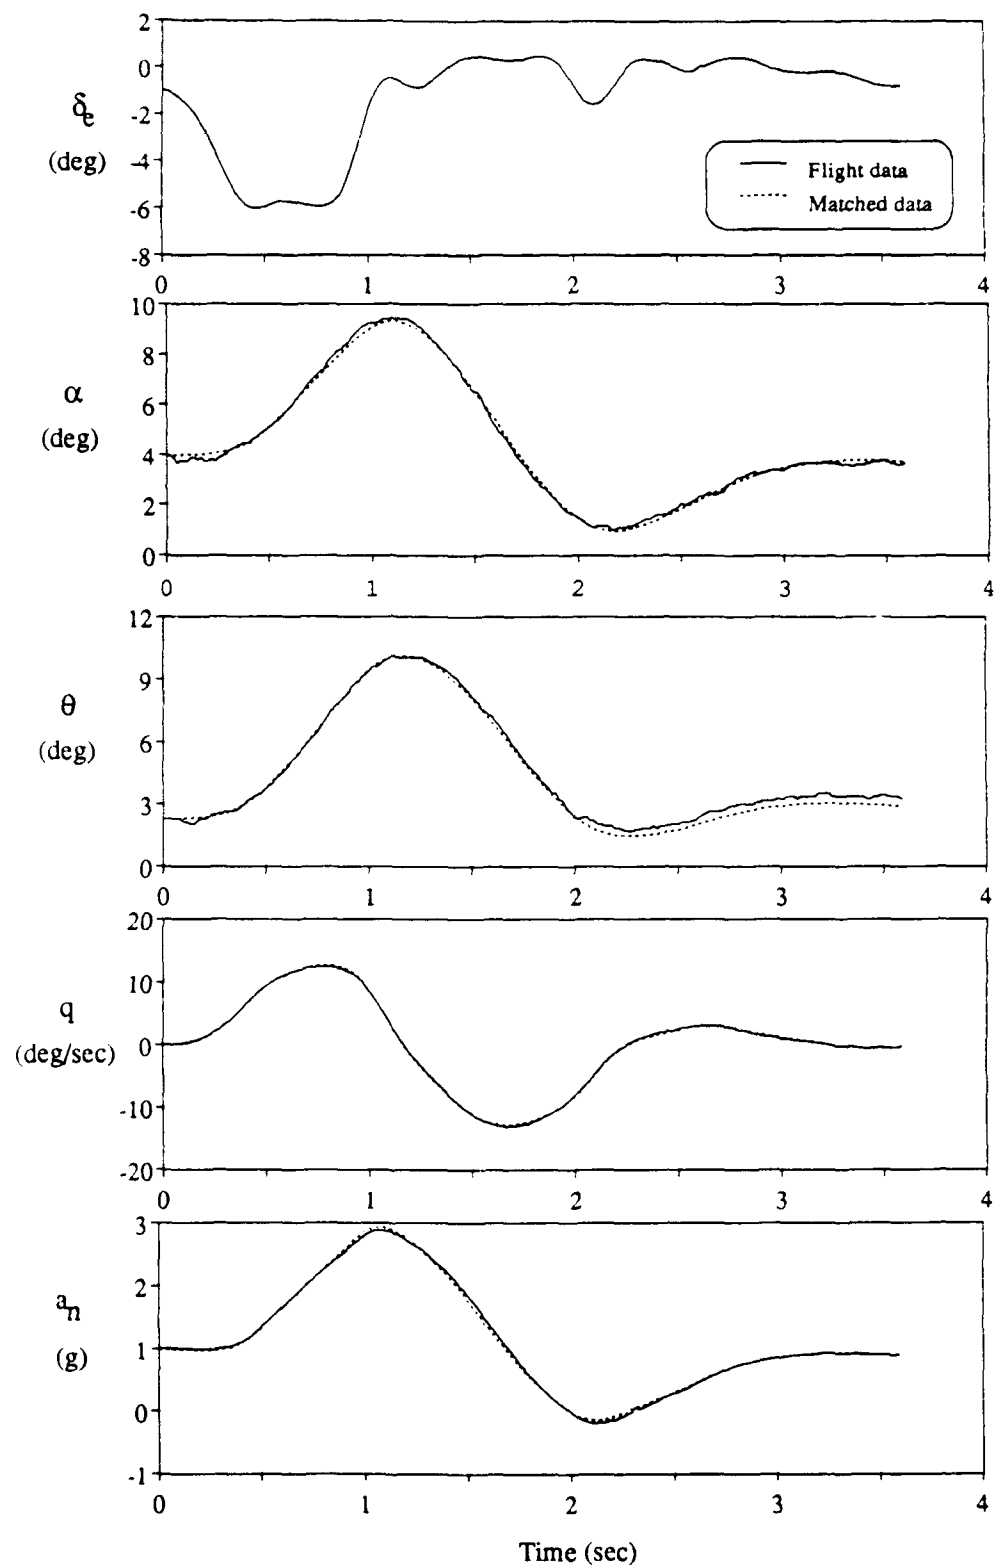 2
0
-2
-4
-6
-8
δe
(deg)
Flight data
Matched data
0 1 2 3 4
10
8
6
4
2
0
α
(deg)
0 1 2 3 4
12
9
6
3
0
θ
(deg)
0 1 2 3 4
20
10
0
-10
-20
q
(deg/sec)
0 1 2 3 4
3
2
1
0
-1
an
(g)
0 1 2 3 4
Time (sec)